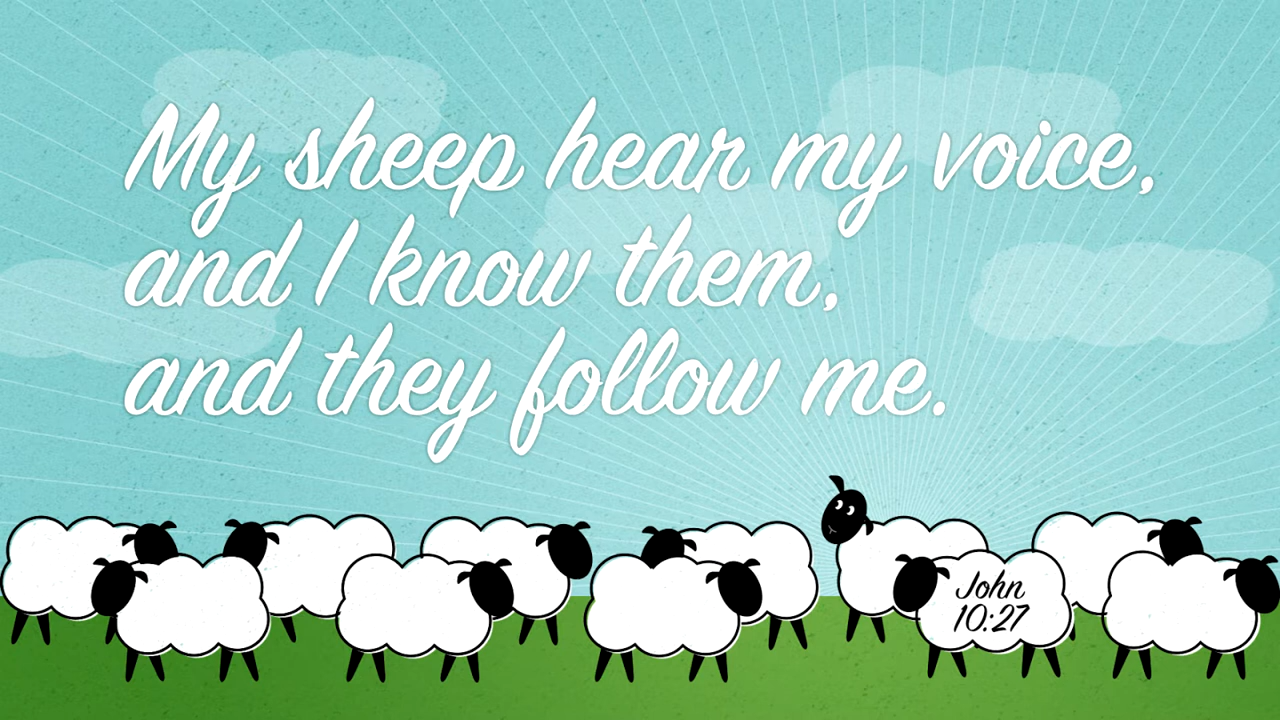 My sheep hear my voice,
and I know them,
and they follow me.
John
10:27